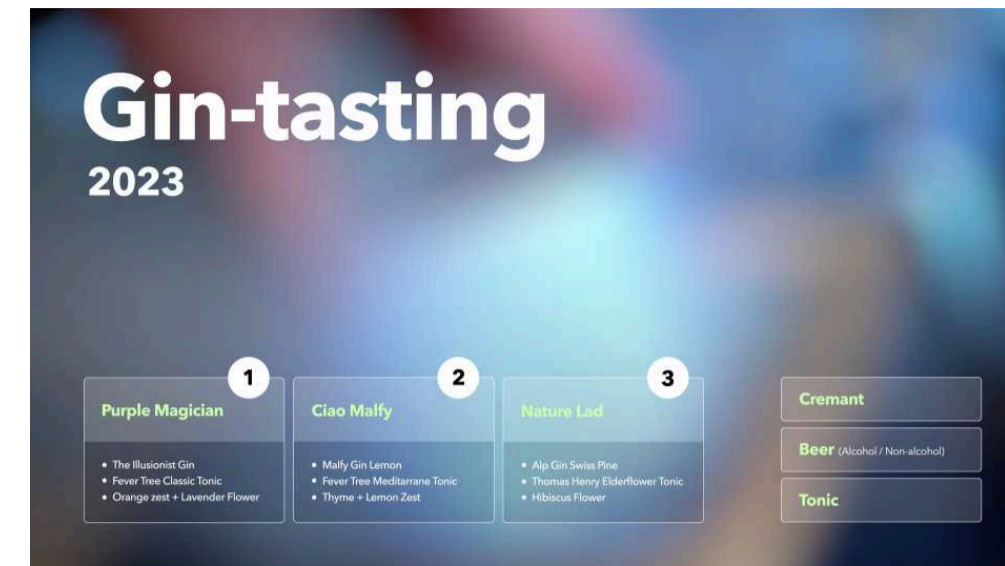 Gin-tasting
2023
1
Purple Magician
• The Illusionist Gin
• Fever Tree Classic Tonic
• Orange zest + Lavender Flower
2
Ciao Malfy
• Malfy Gin Lemon
• Fever Tree Meditarrane Tonic
• Thyme + Lemon Zest
3
Nature Lad
• Alp Gin Swiss Pine
• Thomas Henry Elderflower Tonic
• Hibiscus Flower
Cremant
Beer (Alcohol / Non-alcohol)
Tonic